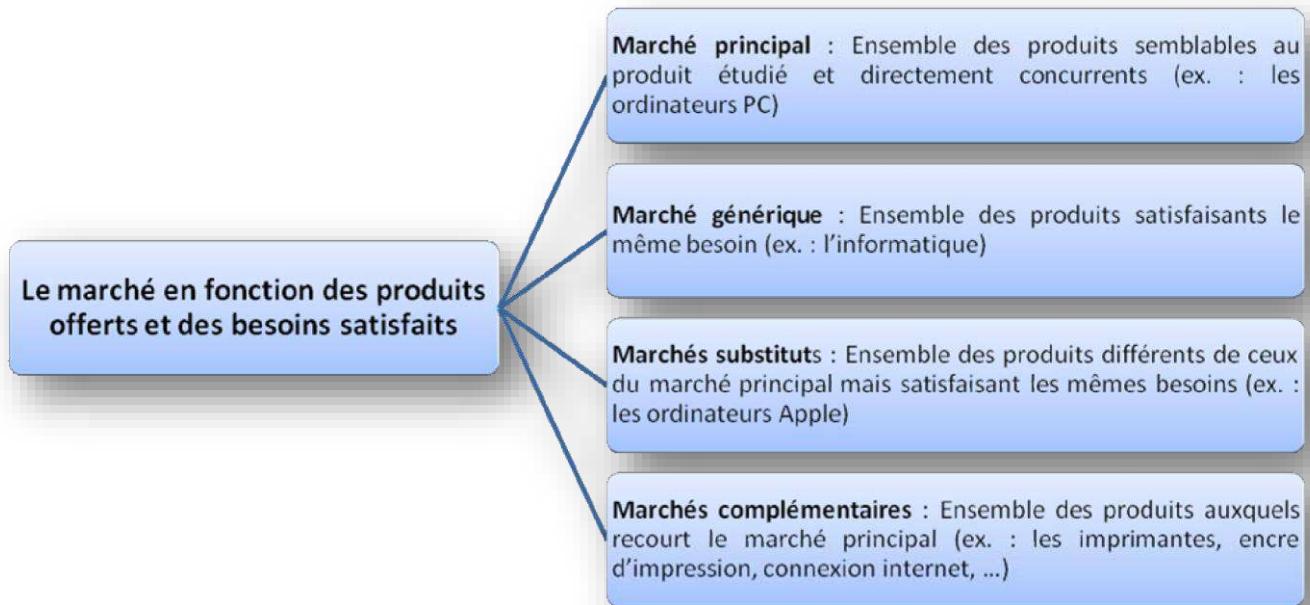 Le marché en fonction des produits
offerts et des besoins satisfaits
Marché principal : Ensemble des produits semblables au
produit étudié et directement concurrents (ex. : les
ordinateurs PC)
Marché générique : Ensemble des produits satisfaisants le
même besoin (ex. : l'informatique)
Marchés substituts : Ensemble des produits différents de ceux
du marché principal mais satisfaisant les mêmes besoins (ex. :
les ordinateurs Apple)
Marchés complémentaires : Ensemble des produits auxquels
recourt le marché principal (ex. : les imprimantes, encre
d'impression, connexion internet, ...)